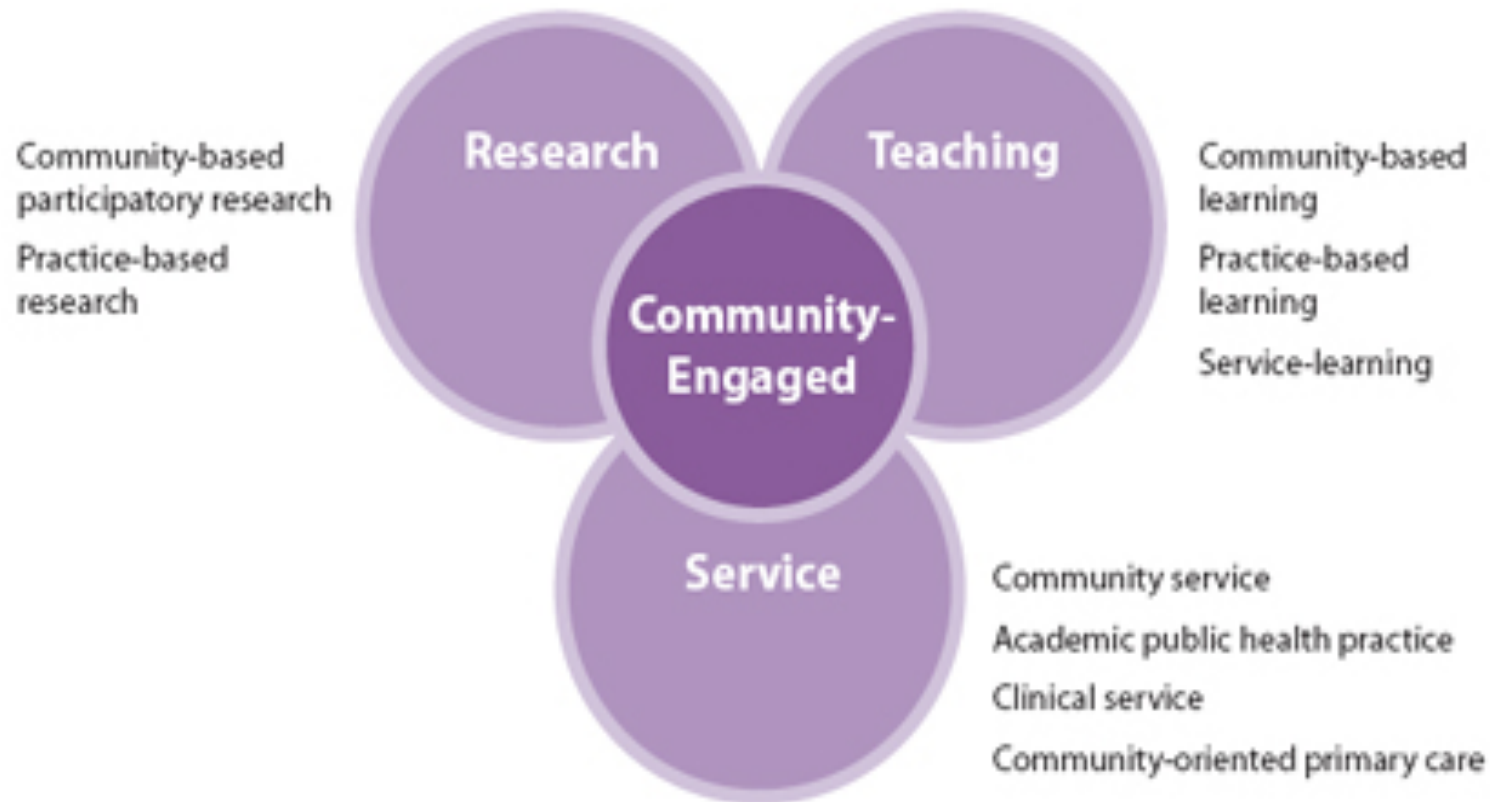 Research
Community-based
participatory research
Practice-based
research
Teaching
Community-based
learning
Practice-based
learning
Service-learning
Community-
Engaged
Service
Community service
Academic public health practice
Clinical service
Community-oriented primary care